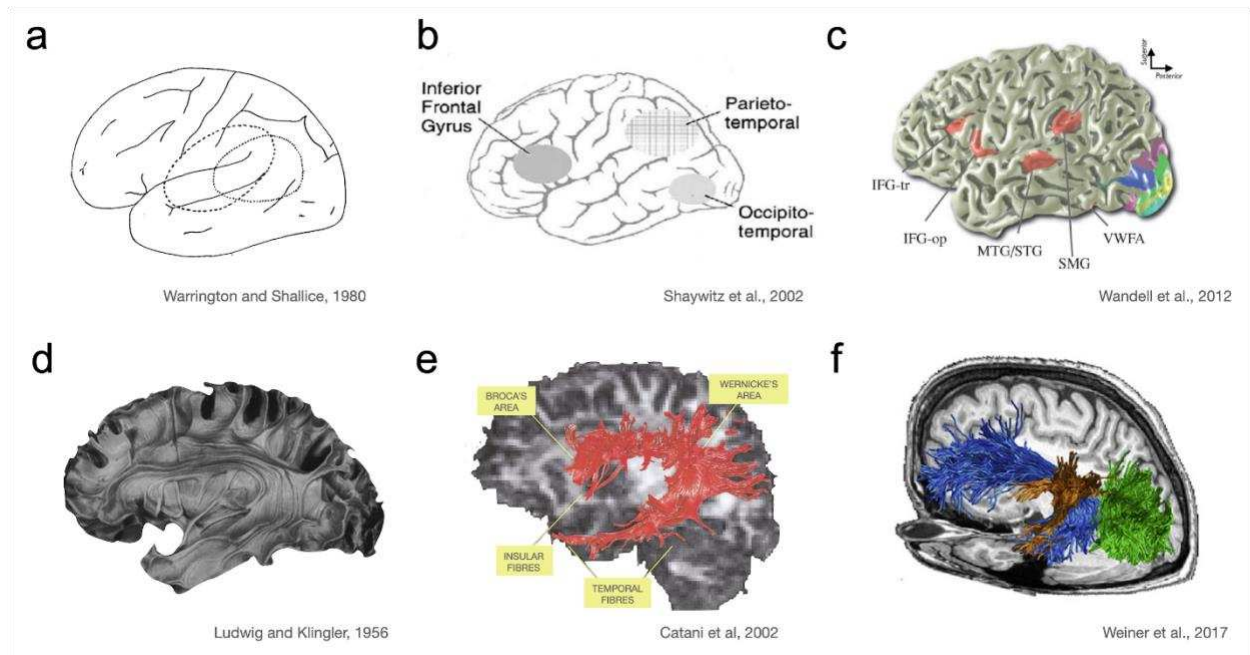 a
b
c
Inferior
Frontal
Gyrus
Parieto-
temporal
Occipito-
temporal
Superior
Posterior
IFG-tr
IFG-op
MTG/STG
SMG
VWFA
Warrington and Shallice, 1980
Shaywitz et al., 2002
Wandell et al., 2012
d
e
f
BROCA'S
AREA
WERNICKE'S
AREA
INSULAR
FIBRES
TEMPORAL
FIBRES
Ludwig and Klingler, 1956
Catani et al, 2002
Weiner et al., 2017